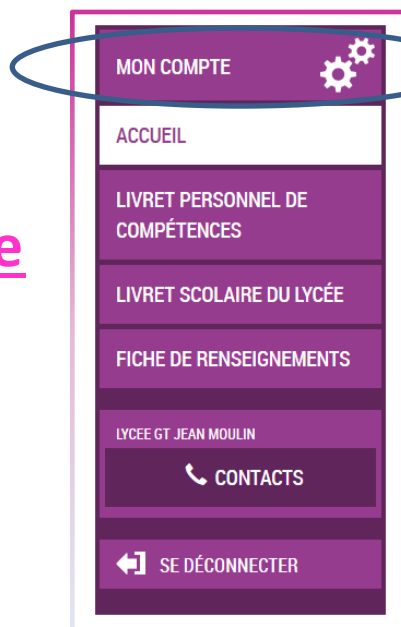 MON COMPTE
ACCUEIL
LIVRET PERSONNEL DE
COMPÉTENCES
e
LIVRET SCOLAIRE DU LYCÉE
FICHE DE RENSEIGNEMENTS
LYCEE GT JEAN MOULIN
CONTACTS
SE DÉCONNECTER